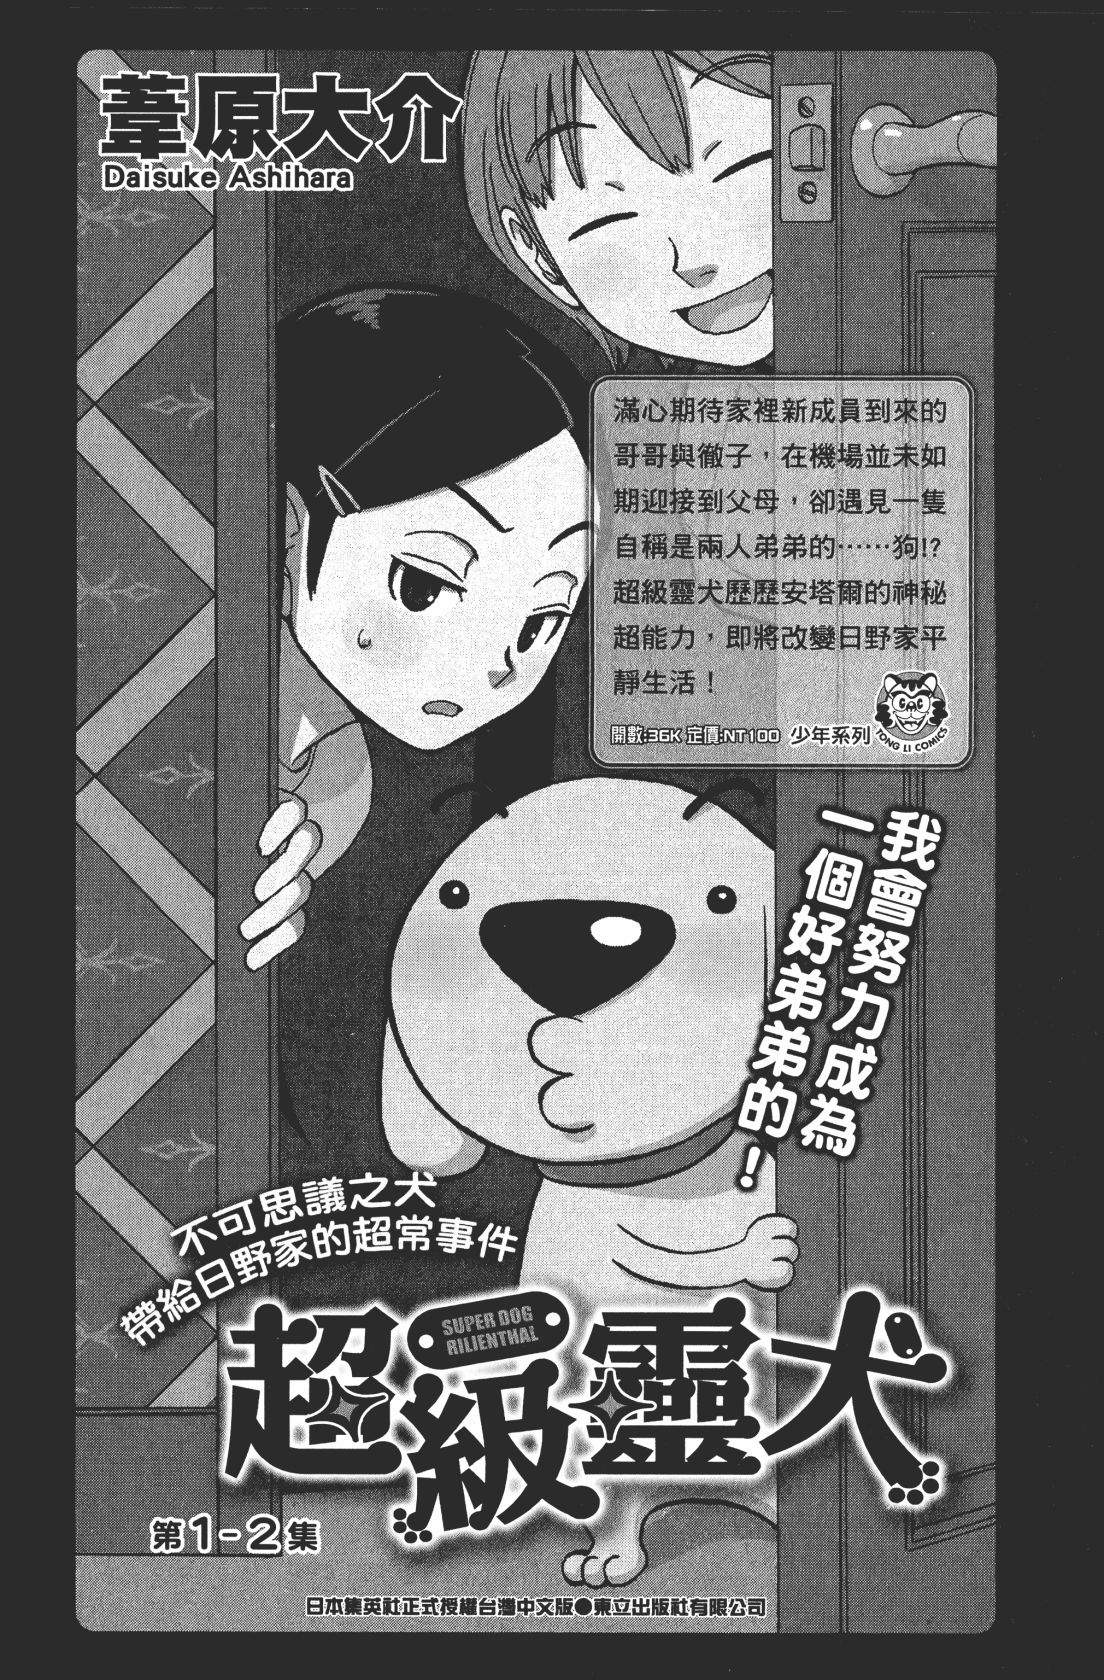 葦原大介
Daisuke Ashihara
滿心期待家裡新成員到來的
哥哥與徹子，在機場並未如
期迎接到父母，卻遇見一隻
自稱是兩人弟弟的……狗!?
超級靈犬歷歷安塔爾的神秘
超能力，即將改變日野家平
靜生活！
開數:36K 定價:NT100 少年系列
TONG LI COMICS
我會努力成為
一個好弟弟的！
不可思議之犬
帶給日野家的超常事件
SUPER DOG
RILIENTHAL
超級靈犬
第1-2集
日本集英社正式授權台灣中文版●東立出版社有限公司